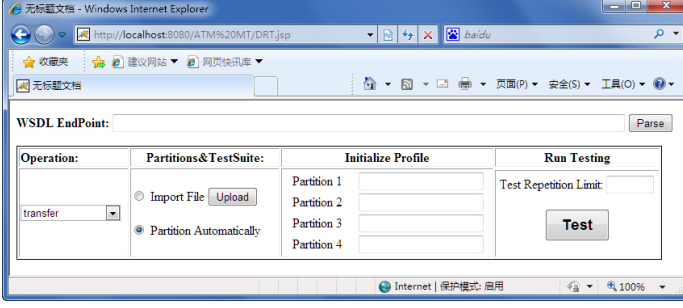 无标题文档 - Windows Internet Explorer
http://localhost:8080/ATM%20MT/DRT.jsp
baidu
收藏夹 建议网站 网页快讯库
无标题文档 页面(P) 安全(S) 工具(O)
WSDL EndPoint: Parse
Operation: Partitions&TestSuite: Initialize Profile Run Testing
Partition 1 Test Repetition Limit:
Import File Upload Partition 2
transfer Test
Partition 3
Partition Automatically
Partition 4
Internet | 保护模式: 启用 100%